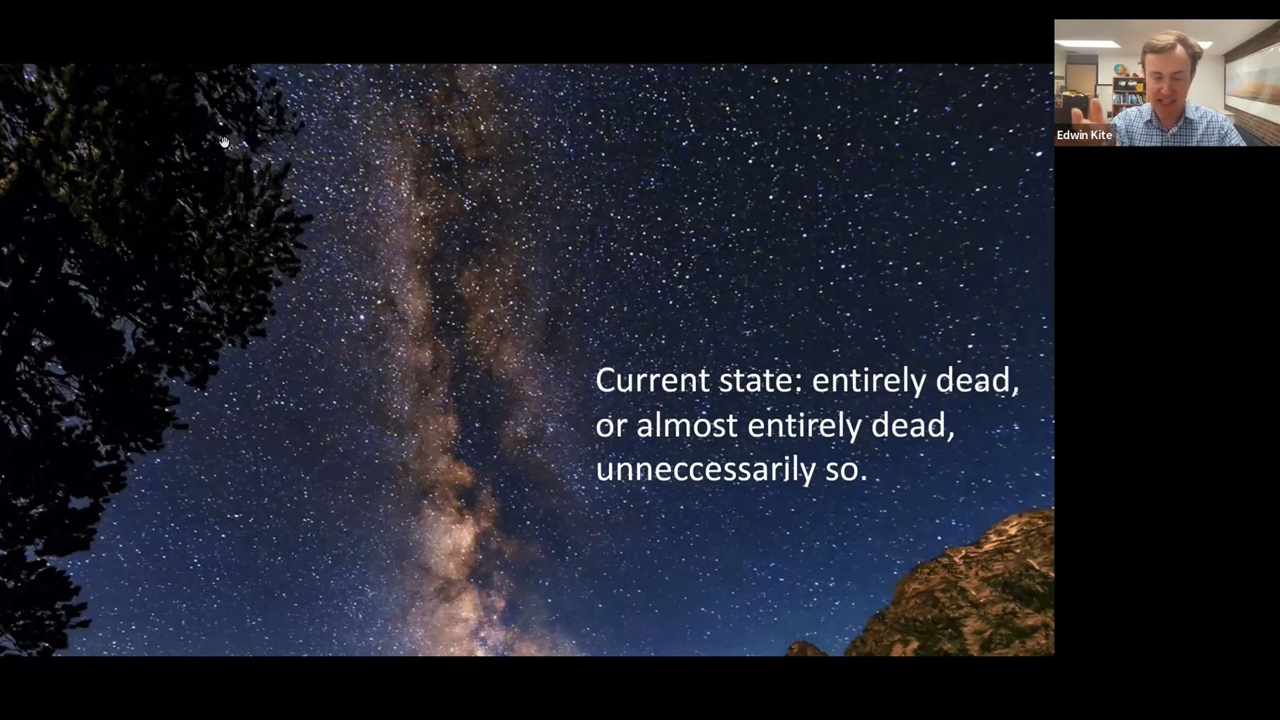 Edwin Kite
Current state: entirely dead,
or almost entirely dead,
unneccessarily so.